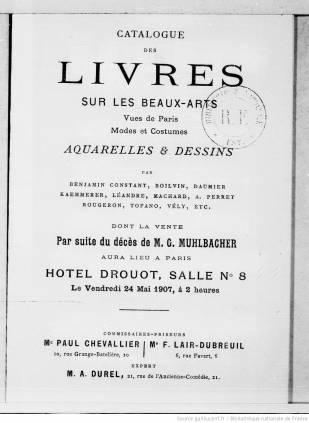 CATALOGUE
DES
LIVRES
SUR LES BEAUX-ARTS
Vues de Paris
Modes et Costumes
AQUARELLES & DESSINS
PAR
BENJAMIN CONSTANT, BOILVIN, DAUMIER
KAEMMERER, LÉANDRE, MACHARD, A. PERRET
ROUGERON, TOFANO, VÉLY, ETC.
DONT LA VENTE
Par suite du décès de M. G. MUHLBACHER
AURA LIEU A PARIS
HOTEL DROUOT, SALLE No 8
Le Vendredi 24 Mai 1907, à 2 heures
COMMISSAIRES-PRISEURS
Me PAUL CHEVALLIER
10, rue Grange-Batelière, 10
Me F. LAIR-DUBREUIL
6, rue Favart, 6
EXPERT
M. A. DUREL, 21, rue de l'Ancienne-Comédie, 21.
R. F.
EST.
Source gallica.bnf.fr / Bibliothèque nationale de France